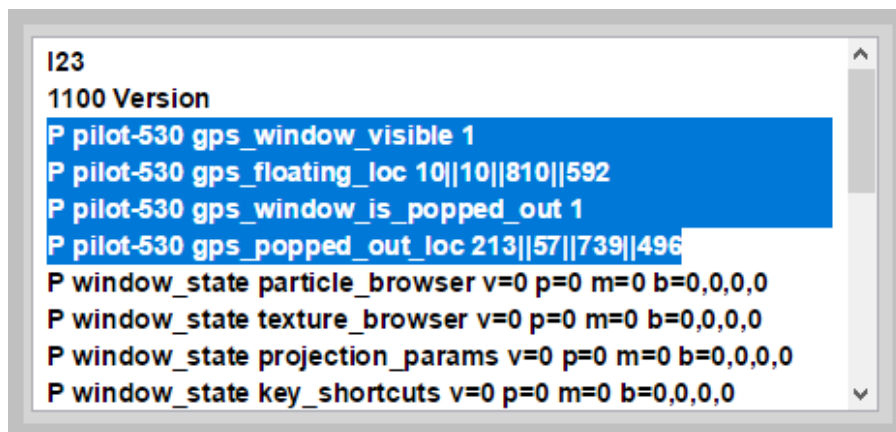 I23
1100 Version
P pilot-530 gps_window_visible 1
P pilot-530 gps_floating_loc 10||10||810||592
P pilot-530 gps_window_is_popped_out 1
P pilot-530 gps_popped_out_loc 213||57||739||496
P window_state particle_browser v=0 p=0 m=0 b=0,0,0,0
P window_state texture_browser v=0 p=0 m=0 b=0,0,0,0
P window_state projection_params v=0 p=0 m=0 b=0,0,0,0
P window_state key_shortcuts v=0 p=0 m=0 b=0,0,0,0